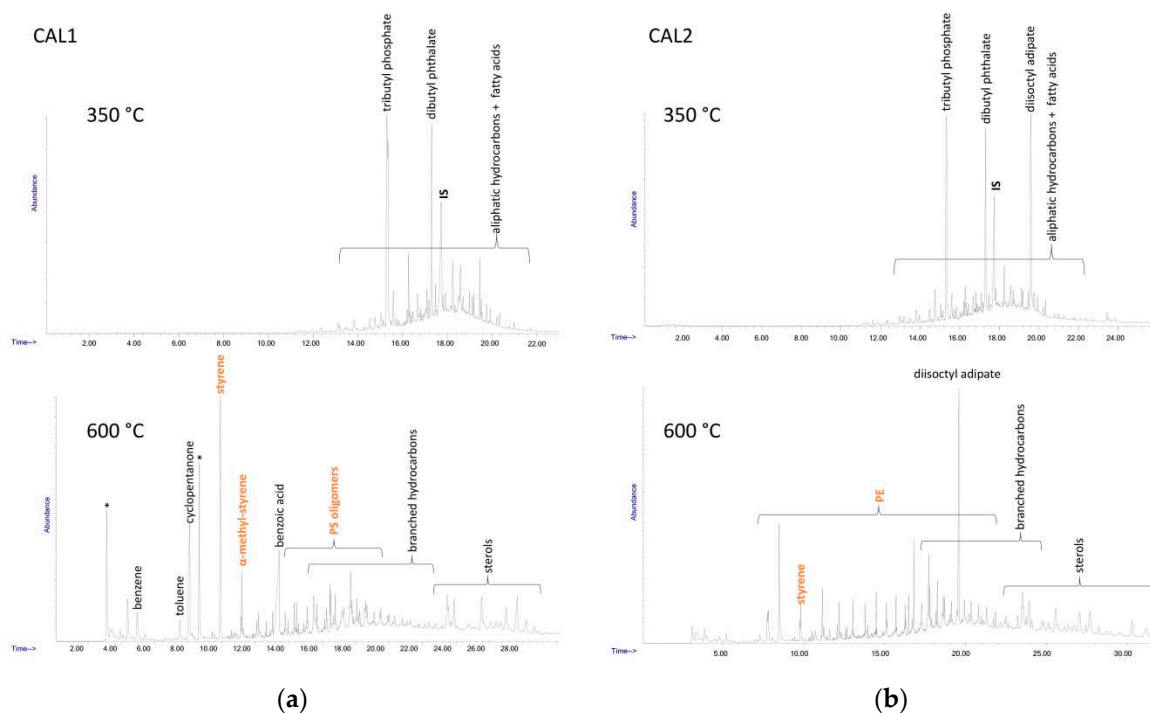 CAL1
350 °C
tributyl phosphate
dibutyl phthalate
IS
aliphatic hydrocarbons + fatty acids
Abundance
Time-->
2.00 4.00 6.00 8.00 10.00 12.00 14.00 16.00 18.00 20.00 22.00
600 °C
*
benzene
toluene
cyclopentanone
*
styrene
α-methyl-styrene
benzoic acid
PS oligomers
branched hydrocarbons
sterols
Abundance
Time-->
2.00 4.00 6.00 8.00 10.00 12.00 14.00 16.00 18.00 20.00 22.00 24.00 26.00 28.00
(a)
CAL2
350 °C
tributyl phosphate
dibutyl phthalate
IS
diisoctyl adipate
aliphatic hydrocarbons + fatty acids
Abundance
Time-->
2.00 4.00 6.00 8.00 10.00 12.00 14.00 16.00 18.00 20.00 22.00 24.00
600 °C
diisoctyl adipate
PE
styrene
branched hydrocarbons
sterols
Abundance
Time-->
5.00 10.00 15.00 20.00 25.00 30.00
(b)